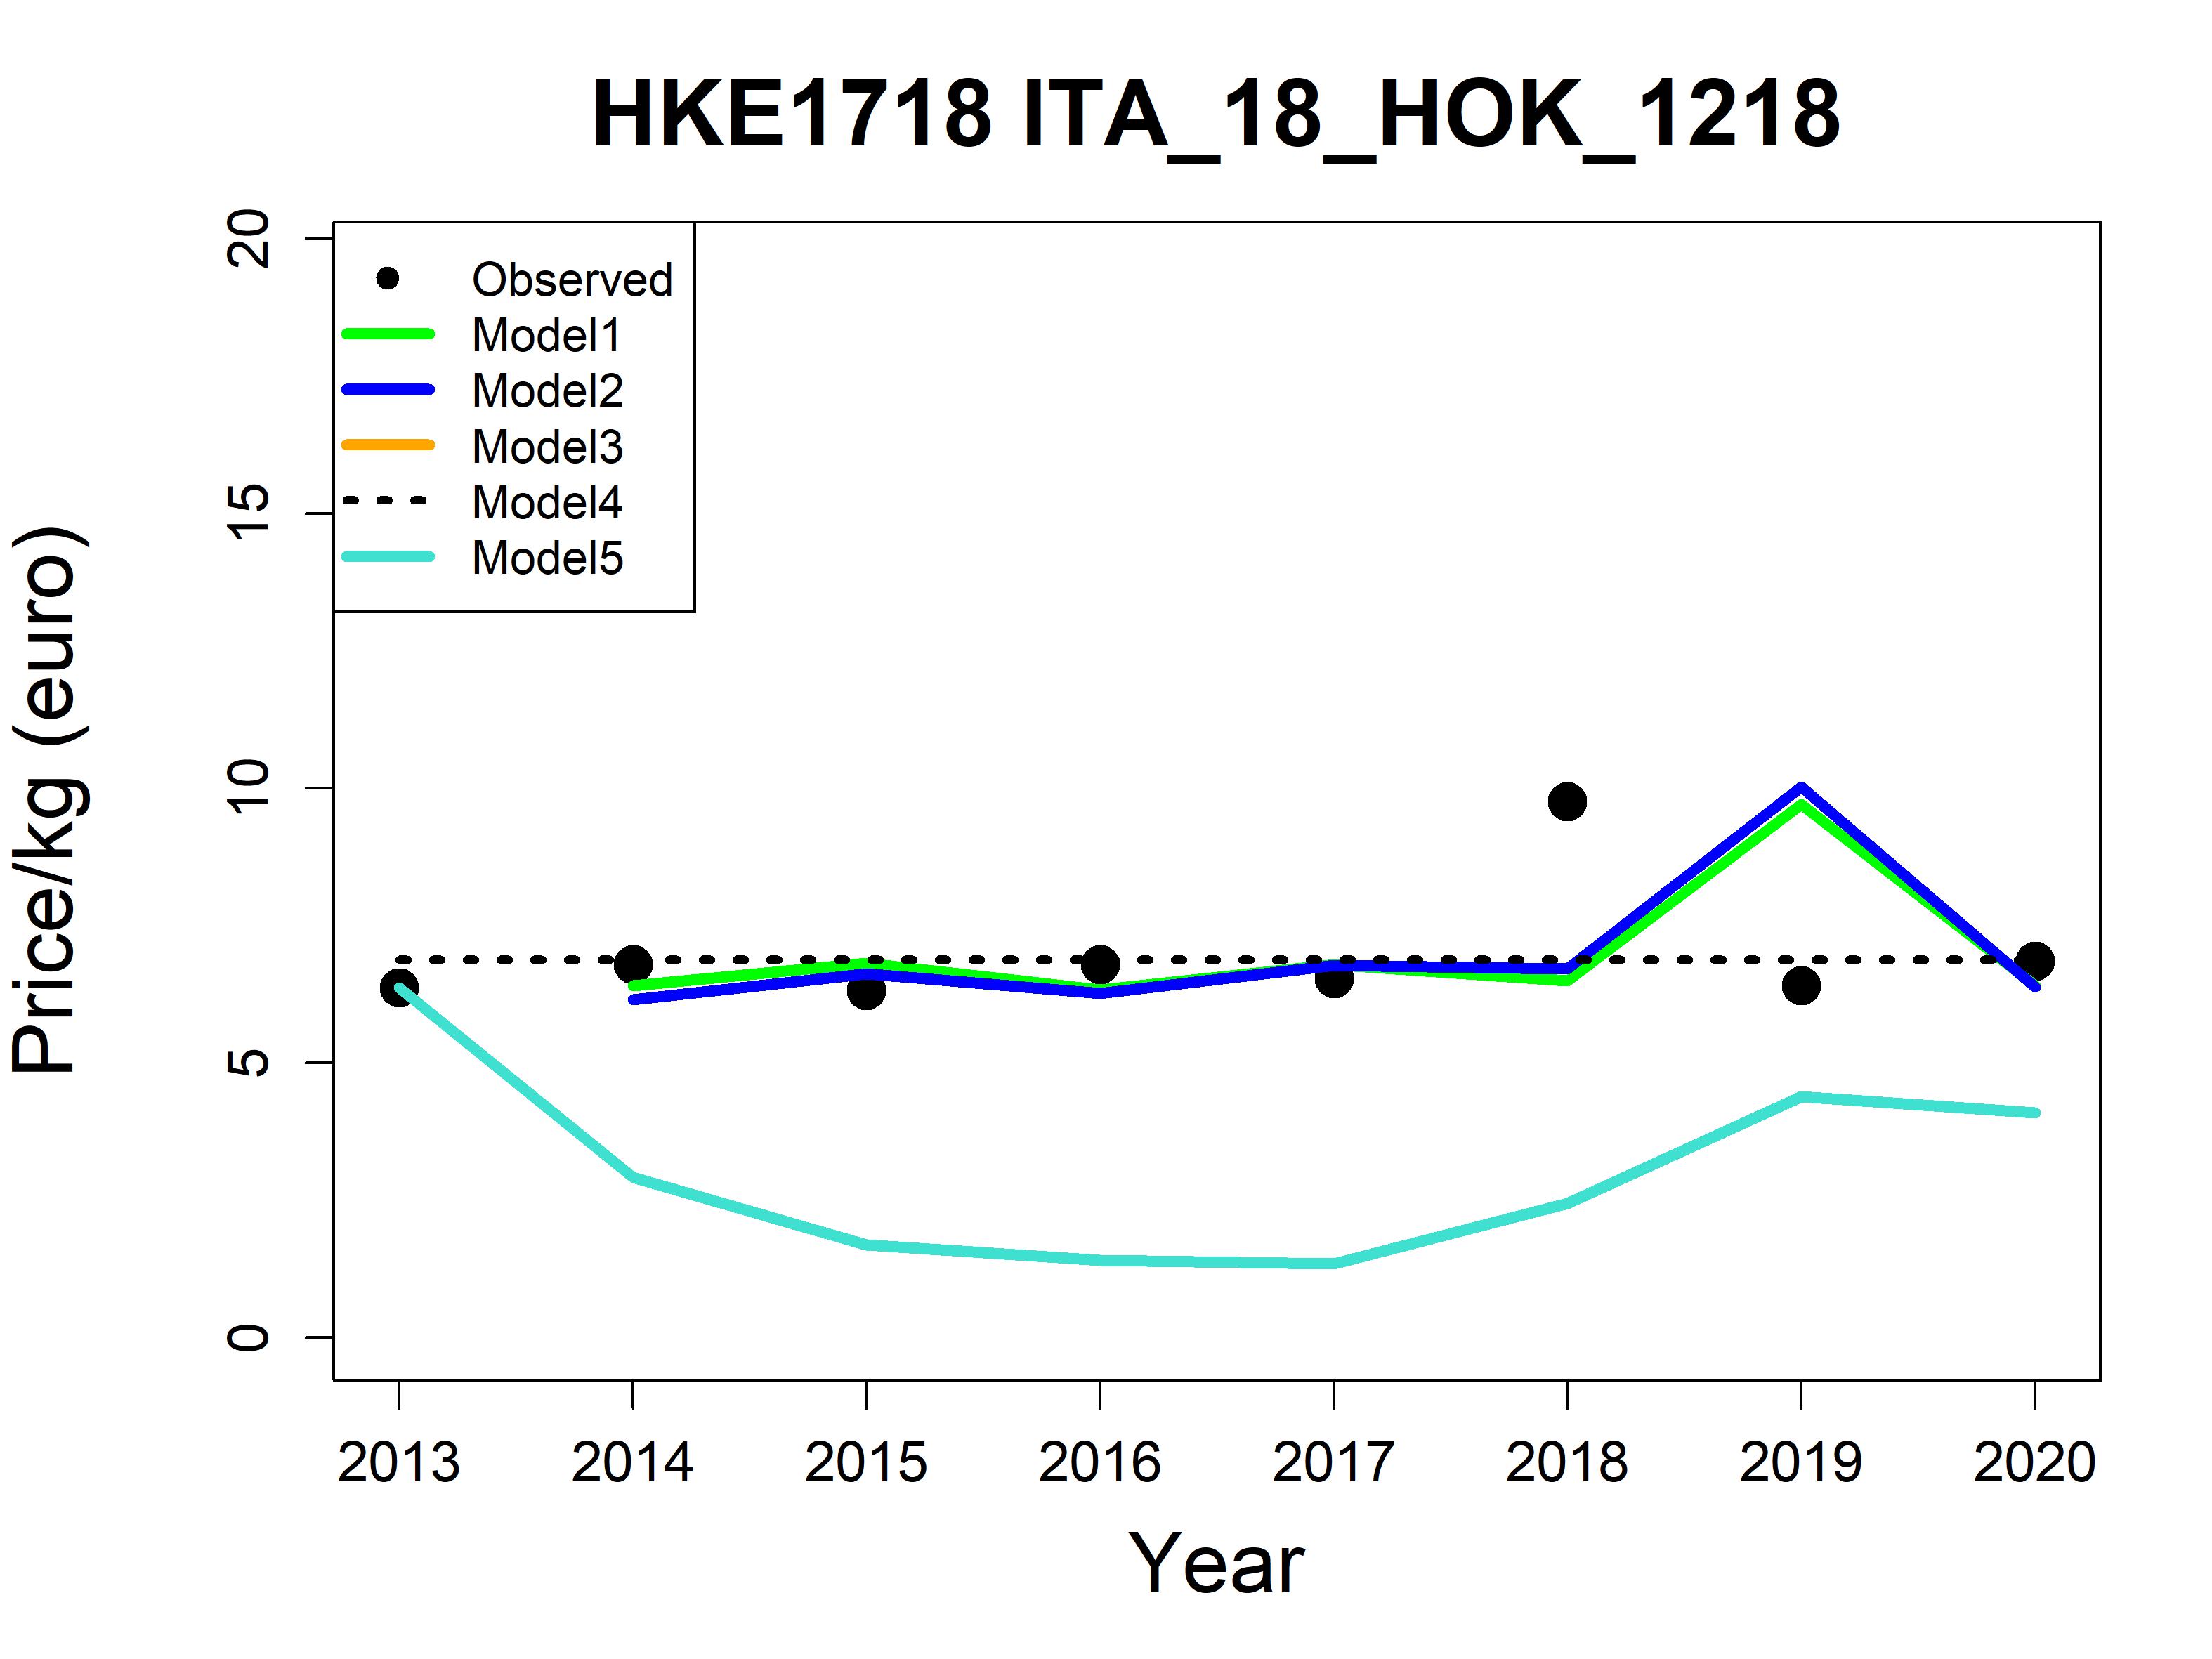 HKE1718 ITA_18_HOK_1218
20
15
10
5
0
Price/kg (euro)
Observed
Model1
Model2
Model3
Model4
Model5
2013 2014 2015 2016 2017 2018 2019 2020
Year